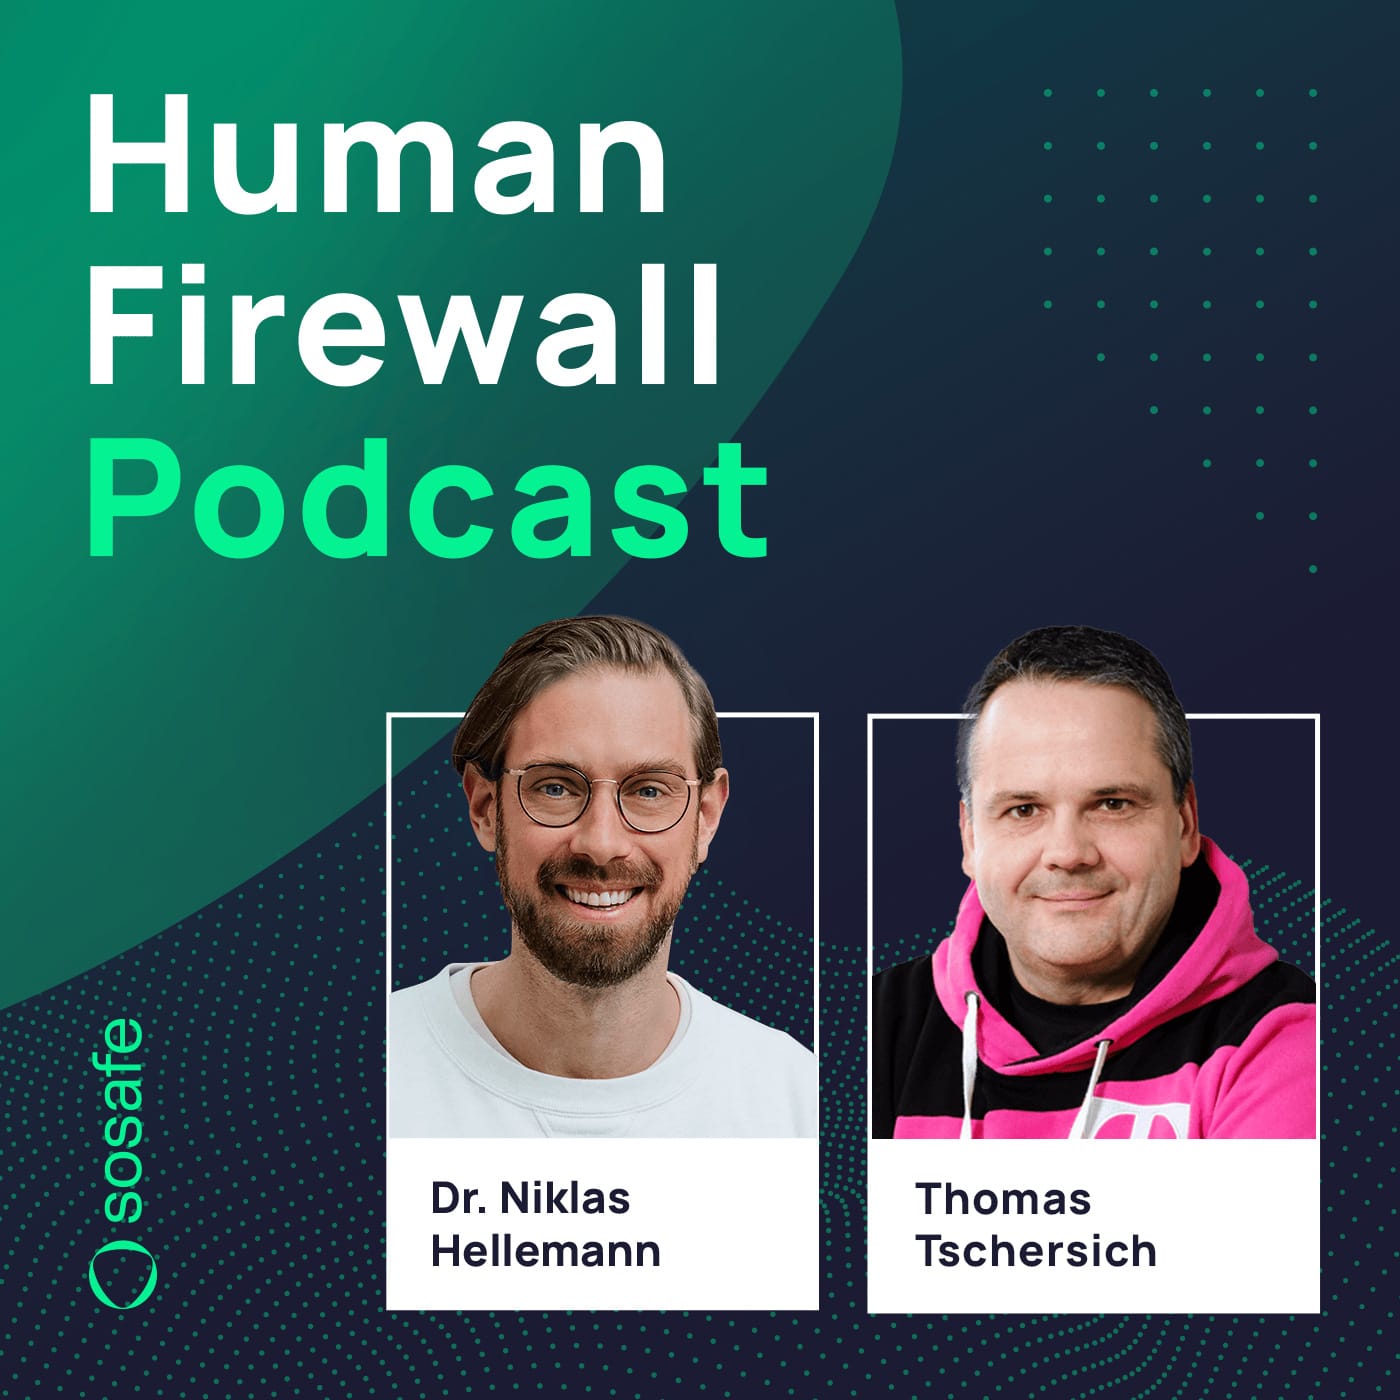 Human
Firewall
Podcast
sosafe
Dr. Niklas
Hellemann
T
Thomas
Tschersich